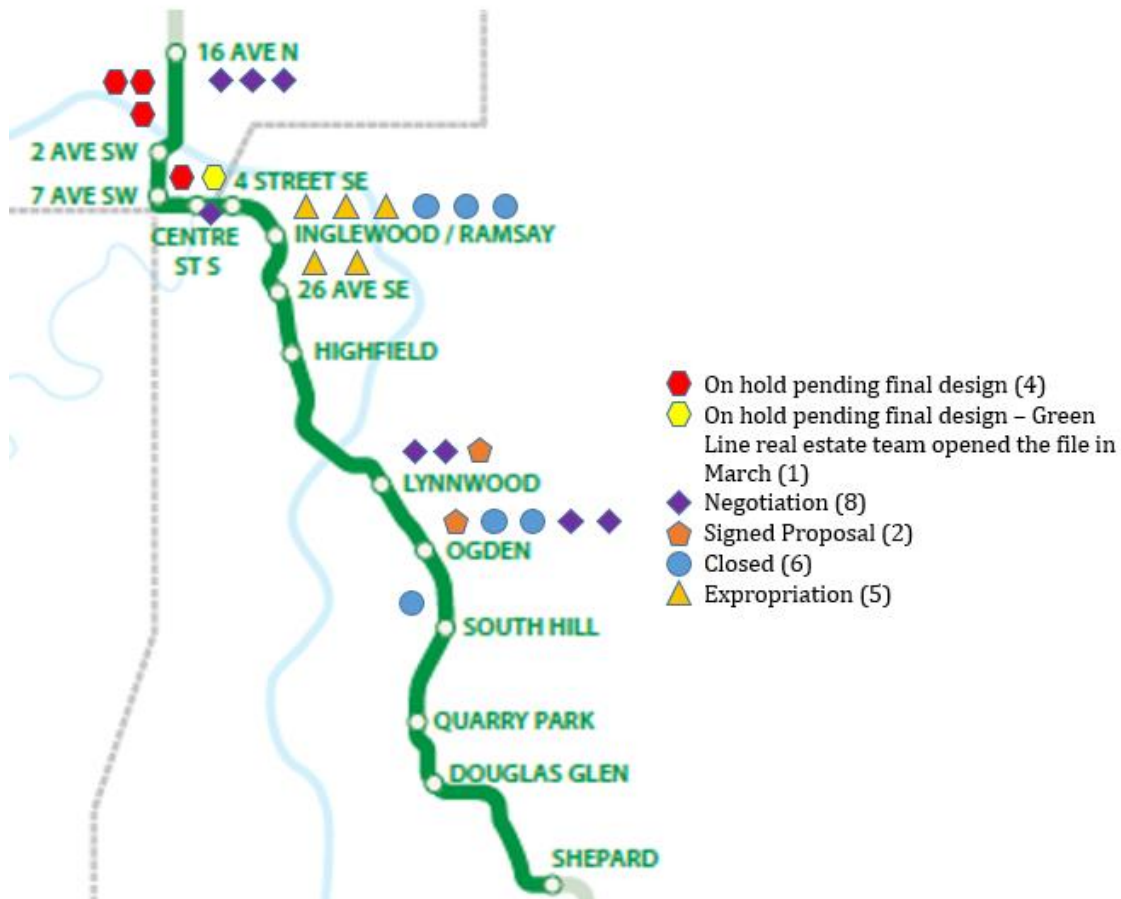 16 AVE N
2 AVE SW
7 AVE SW
4 STREET SE
CENTRE
ST S
INGLEWOOD / RAMSAY
26 AVE SE
HIGHFIELD
LYNNWOOD
OGDEN
SOUTH HILL
QUARRY PARK
DOUGLAS GLEN
SHEPARD
On hold pending final design (4)
On hold pending final design – Green
Line real estate team opened the file in
March (1)
Negotiation (8)
Signed Proposal (2)
Closed (6)
Expropriation (5)